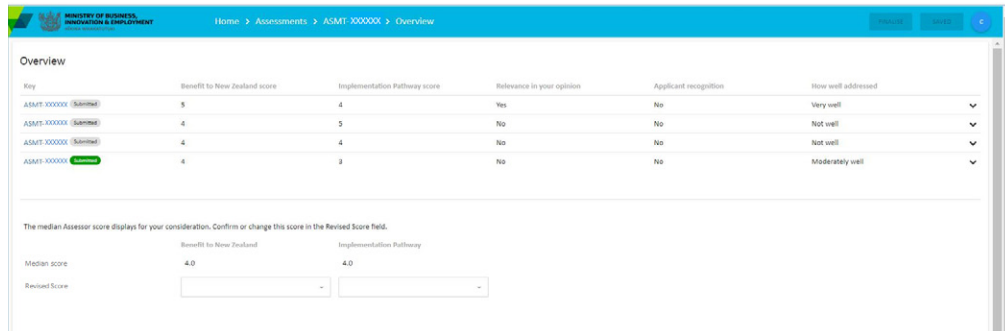 MINISTRY OF BUSINESS,
INNOVATION & EMPLOYMENT
HĪKINA WHAKATUTUKI
Home > Assessments > ASMT-XXXXXX > Overview
SAVED
C
Overview
Key Benefit to New Zealand score Implementation Pathway score Relevance in your opinion Applicant recognition How well addressed
ASMT-XXXXXX Submitted 5 4 Yes No Very well
ASMT-XXXXXX Submitted 4 5 No No Not well
ASMT-XXXXXX Submitted 4 4 No No Not well
ASMT-XXXXXX Submitted 4 3 No No Moderately well
The median Assessor score displays for your consideration. Confirm or change this score in the Revised Score field.
Benefit to New Zealand Implementation Pathway
Median score 4.0 4.0
Revised Score